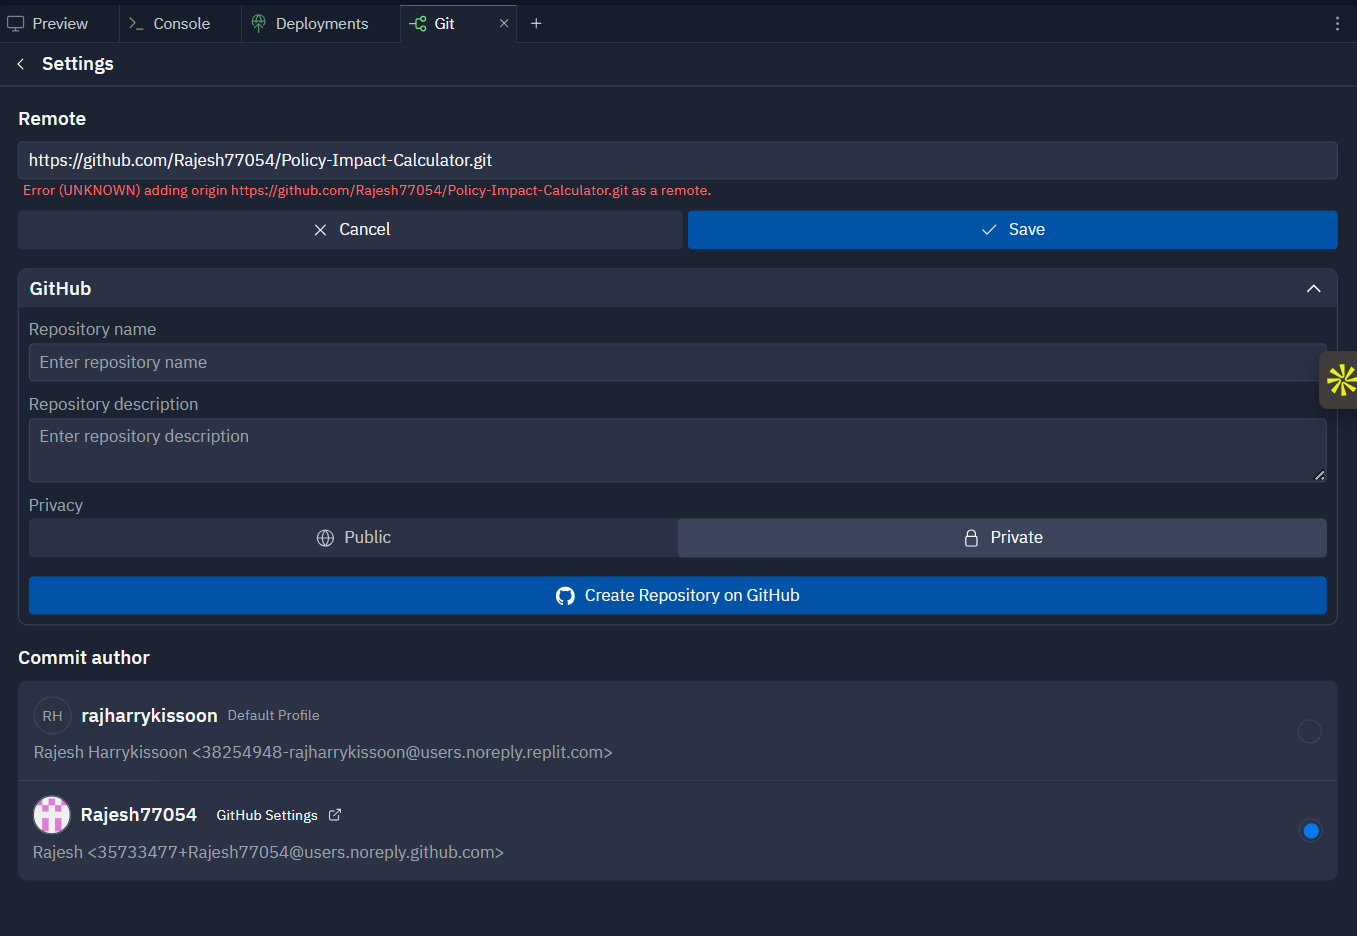 Preview
Console
Deployments
Git
Settings
Remote
https://github.com/Rajesh77054/Policy-Impact-Calculator.git
Error (UNKNOWN) adding origin https://github.com/Rajesh77054/Policy-Impact-Calculator.git as a remote.
Cancel
Save
GitHub
Repository name
Enter repository name
Repository description
Enter repository description
Privacy
Public
Private
Create Repository on GitHub
Commit author
RH
rajharrykissoon Default Profile
Rajesh Harrykissoon <38254948-rajharrykissoon@users.noreply.replit.com>
Rajesh77054 GitHub Settings
Rajesh <35733477+Rajesh77054@users.noreply.github.com>